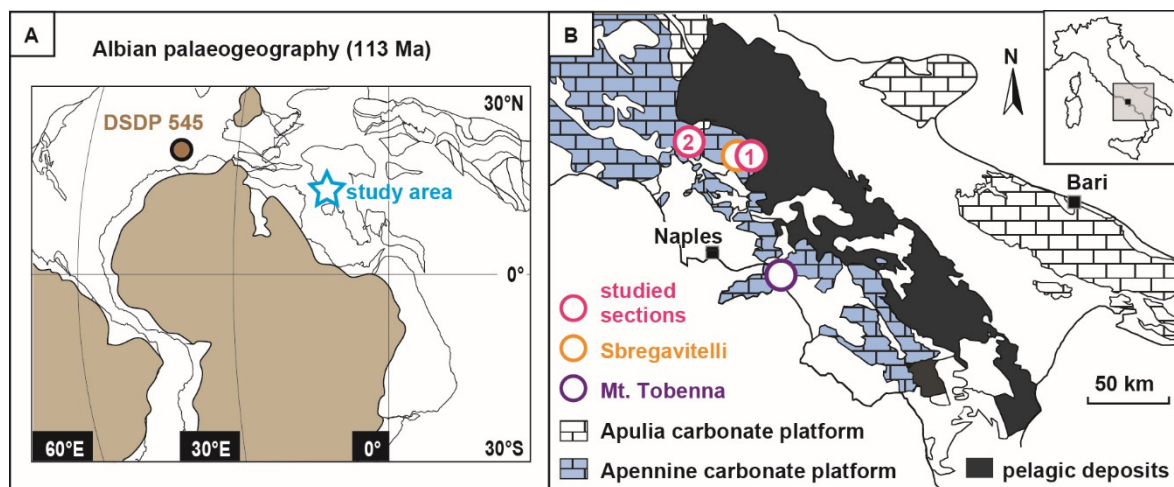 A
Albian palaeogeography (113 Ma)
30°N
DSDP 545
study area
0°
60°E
30°E
0°
30°S
B
N
2
1
Bari
Naples
studied
sections
Sbregavitelli
Mt. Tobenna
50 km
Apulia carbonate platform
Apennine carbonate platform
pelagic deposits